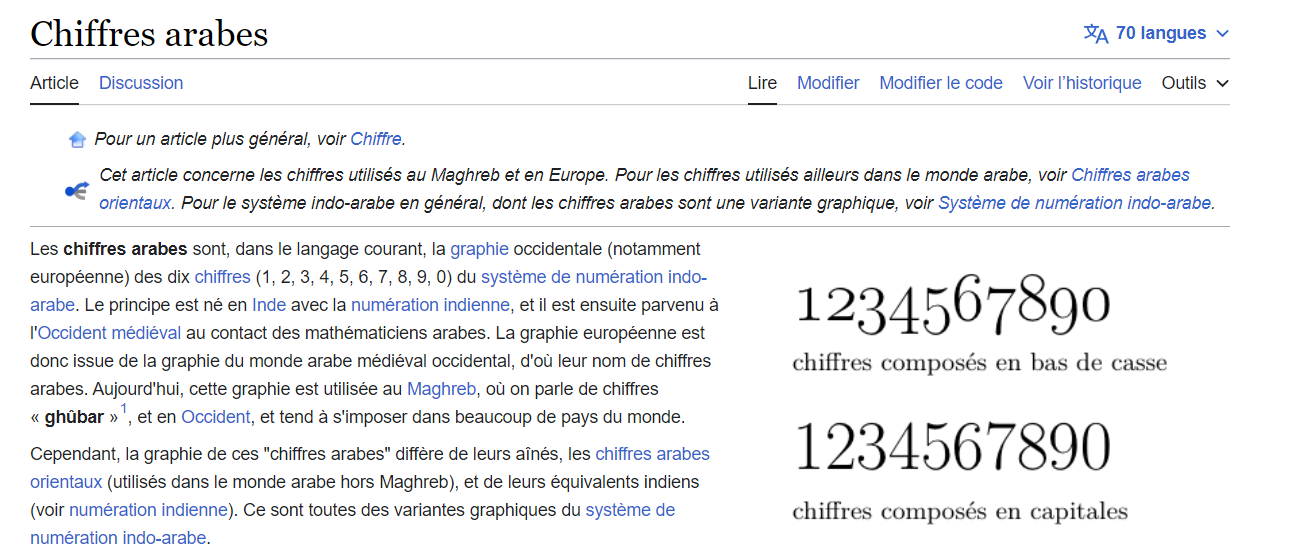 Chiffres arabes
70 langues
Article Discussion Lire Modifier Modifier le code Voir l'historique Outils
Pour un article plus général, voir Chiffre.
Cet article concerne les chiffres utilisés au Maghreb et en Europe. Pour les chiffres utilisés ailleurs dans le monde arabe, voir Chiffres arabes
orientaux. Pour le système indo-arabe en général, dont les chiffres arabes sont une variante graphique, voir Système de numération indo-arabe.
Les chiffres arabes sont, dans le langage courant, la graphie occidentale (notamment
européenne) des dix chiffres (1, 2, 3, 4, 5, 6, 7, 8, 9, 0) du système de numération indo-
arabe. Le principe est né en Inde avec la numération indienne, et il est ensuite parvenu à
l'Occident médiéval au contact des mathématiciens arabes. La graphie européenne est
donc issue de la graphie du monde arabe médiéval occidental, d'où leur nom de chiffres
arabes. Aujourd'hui, cette graphie est utilisée au Maghreb, où on parle de chiffres
« ghûbar »1, et en Occident, et tend à s'imposer dans beaucoup de pays du monde.
Cependant, la graphie de ces "chiffres arabes" diffère de leurs aînés, les chiffres arabes
orientaux (utilisés dans le monde arabe hors Maghreb), et de leurs équivalents indiens
(voir numération indienne). Ce sont toutes des variantes graphiques du système de
numération indo-arabe.
1234567890
chiffres composés en bas de casse
1234567890
chiffres composés en capitales